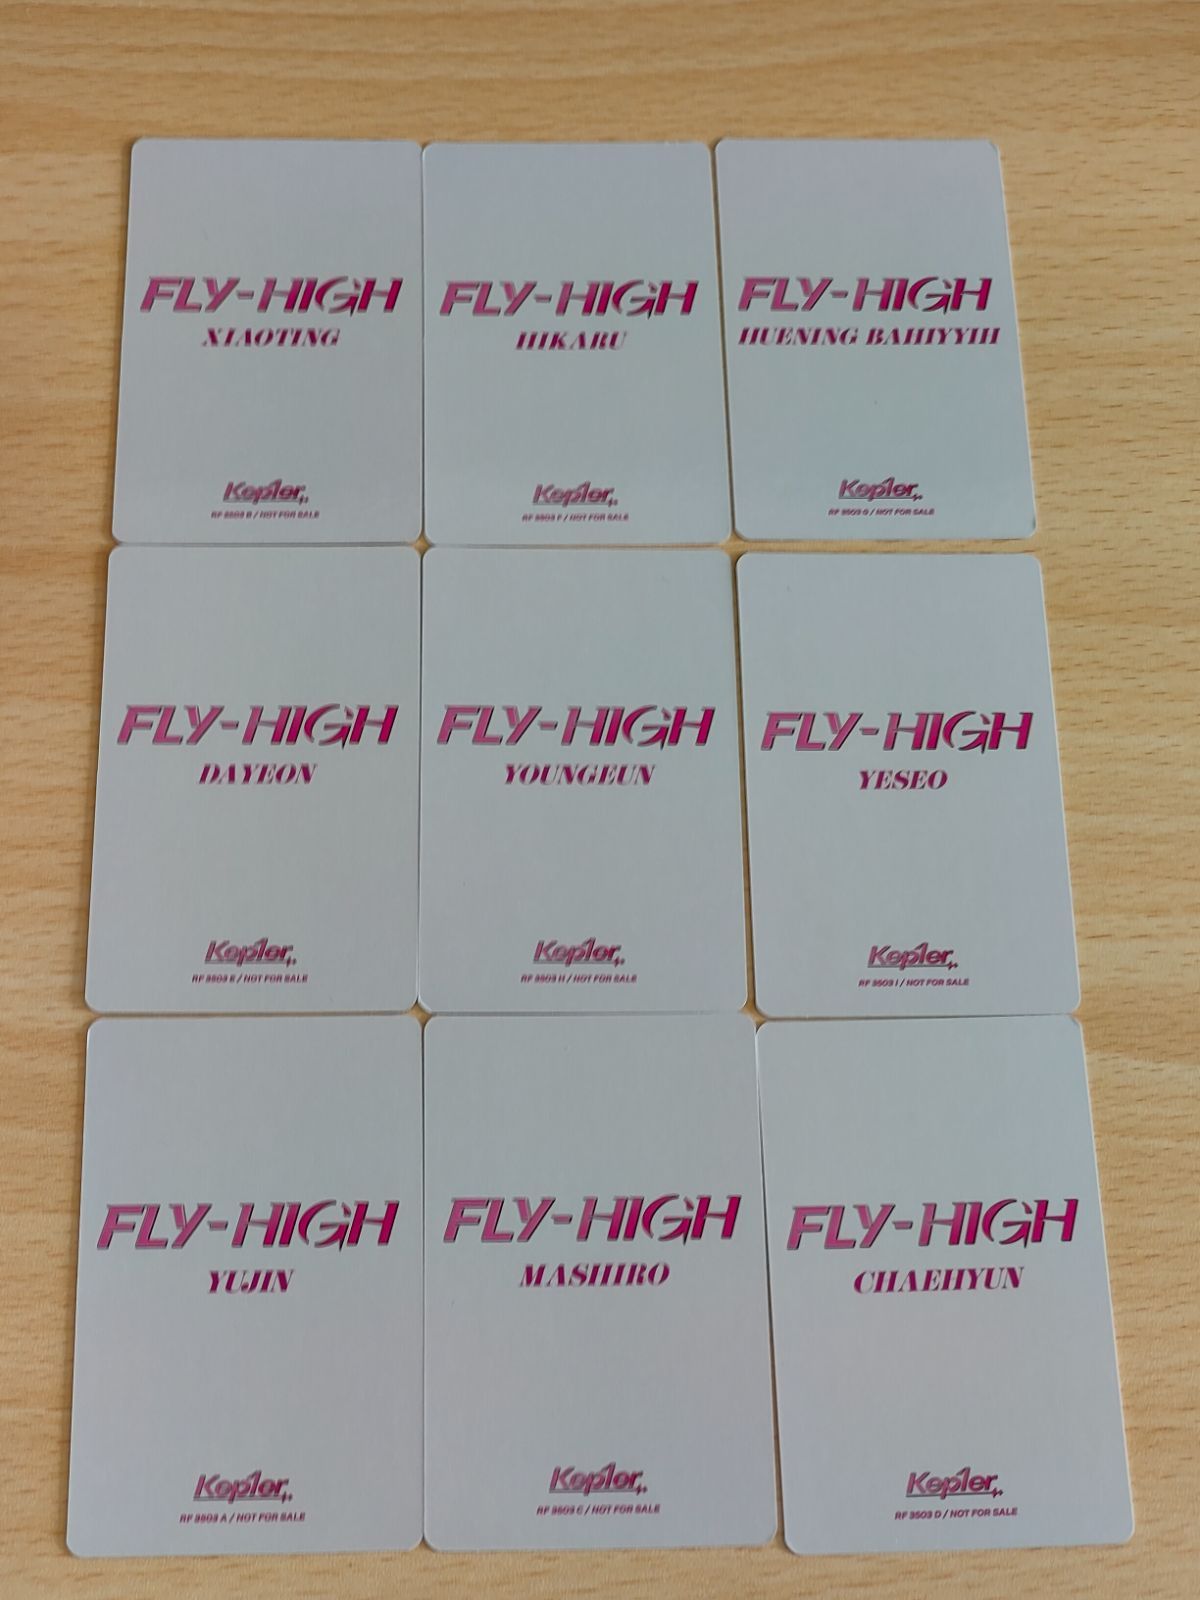 FLY-HIGH
XIAOTING
Kep1er
RF 3503 B / NOT FOR SALE
FLY-HIGH
HIKARU
Kep1er
RF 3503 F / NOT FOR SALE
FLY-HIGH
HUENING BAHIYYIH
Kep1er
RF 3503 G / NOT FOR SALE
FLY-HIGH
DAYEON
Kep1er
RF 3503 E / NOT FOR SALE
FLY-HIGH
YOUNGEUN
Kep1er
RF 3503 H / NOT FOR SALE
FLY-HIGH
YESEO
Kep1er
RF 3503 I / NOT FOR SALE
FLY-HIGH
YUJIN
Kep1er
RF 3503 A / NOT FOR SALE
FLY-HIGH
MASHIRO
Kep1er
RF 3503 C / NOT FOR SALE
FLY-HIGH
CHAEHYUN
Kep1er
RF 3503 D / NOT FOR SALE